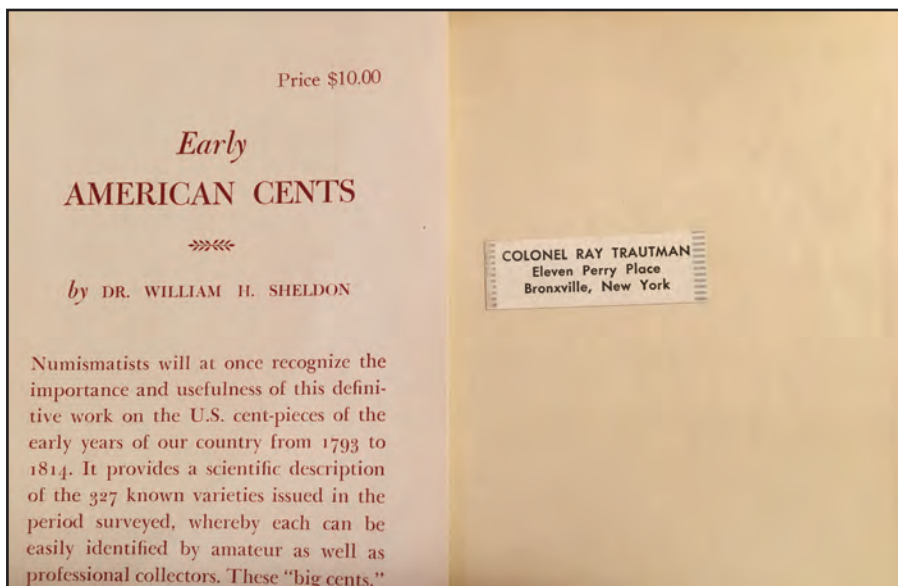 Price $10.00
Early
AMERICAN CENTS
by DR. WILLIAM H. SHELDON
Numismatists will at once recognize the
importance and usefulness of this defini-
tive work on the U.S. cent-pieces of the
early years of our country from 1793 to
1814. It provides a scientific description
of the 327 known varieties issued in the
period surveyed, whereby each can be
easily identified by amateur as well as
professional collectors. These "big cents,"
COLONEL RAY TRAUTMAN
Eleven Perry Place
Bronxville, New York